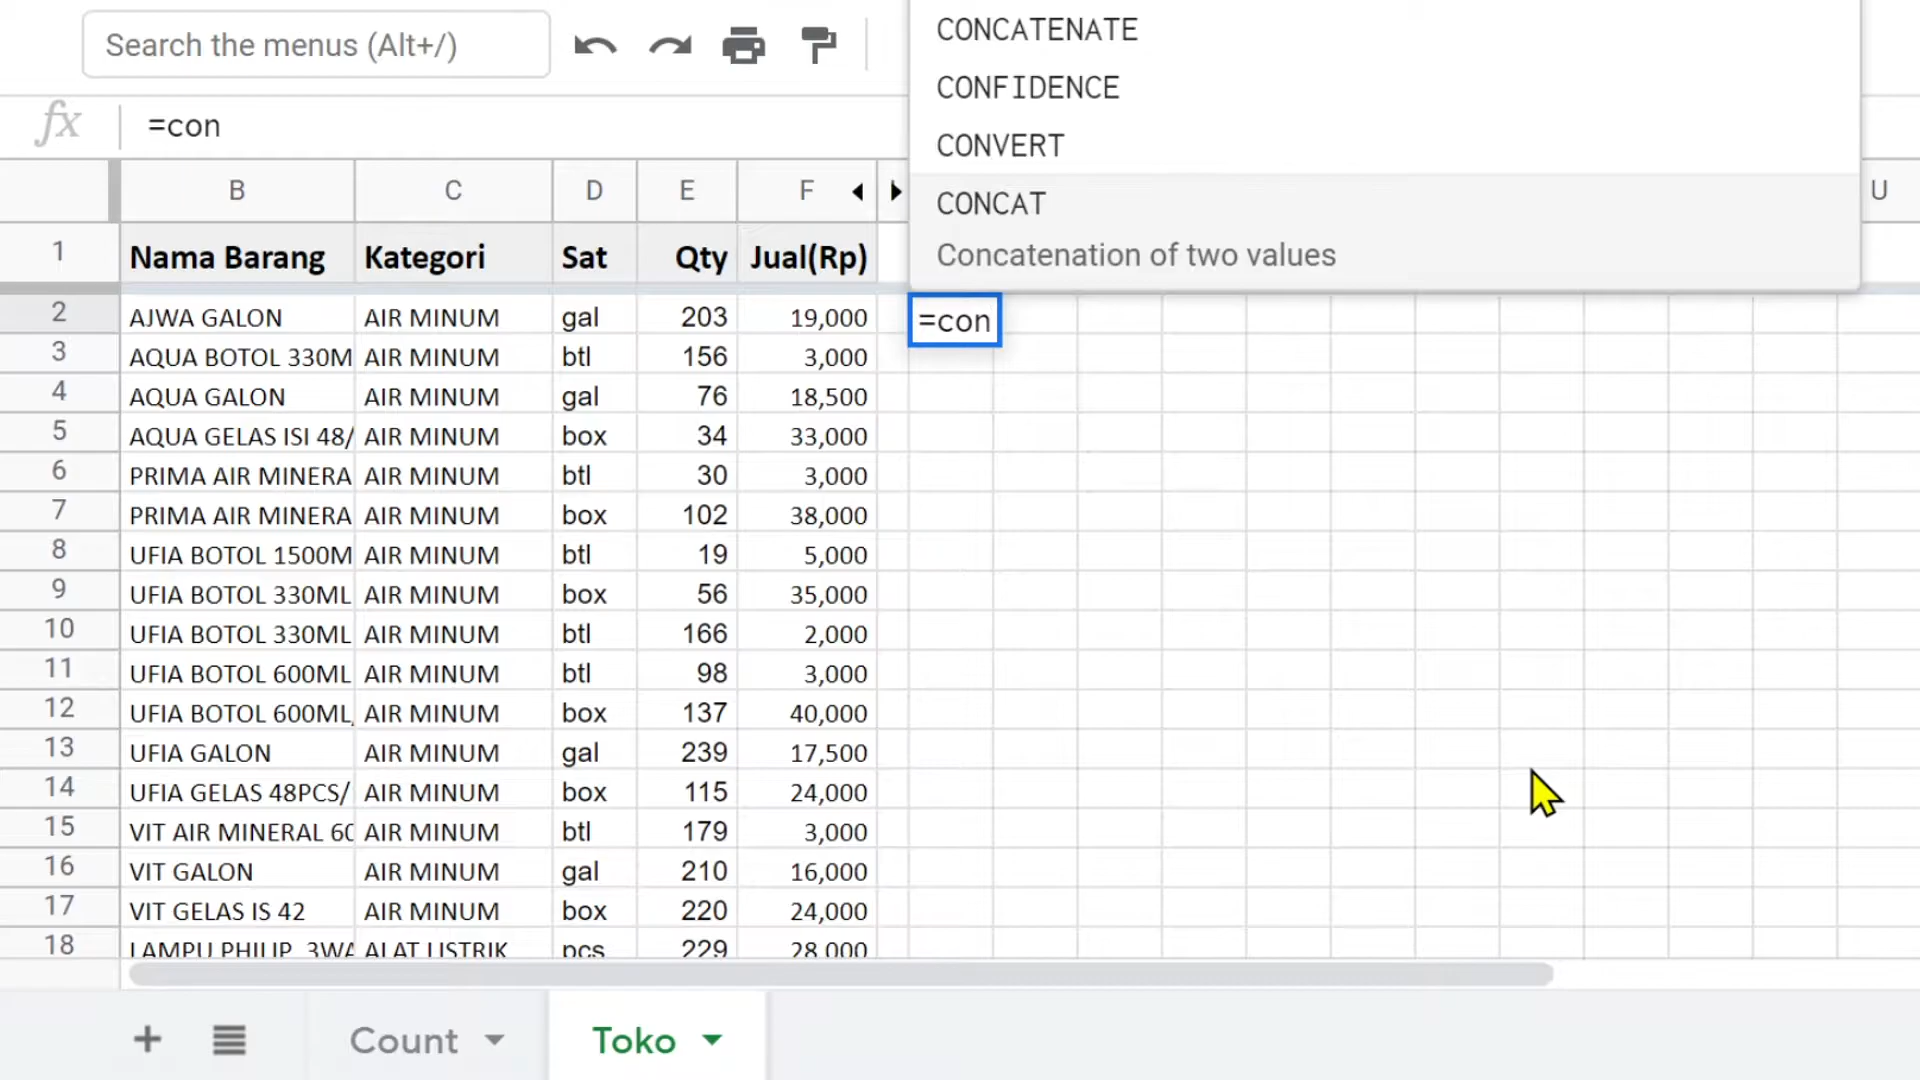 Search the menus (Alt+/)
CONCATENATE
CONFIDENCE
CONVERT
CONCAT
Concatenation of two values
fx =con
B C D E F U
1 Nama Barang Kategori Sat Qty Jual(Rp)
2 AJWA GALON AIR MINUM gal 203 19,000 =con
3 AQUA BOTOL 330M AIR MINUM btl 156 3,000
4 AQUA GALON AIR MINUM gal 76 18,500
5 AQUA GELAS ISI 48/ AIR MINUM box 34 33,000
6 PRIMA AIR MINERA AIR MINUM btl 30 3,000
7 PRIMA AIR MINERA AIR MINUM box 102 38,000
8 UFIA BOTOL 1500M AIR MINUM btl 19 5,000
9 UFIA BOTOL 330ML AIR MINUM box 56 35,000
10 UFIA BOTOL 330ML AIR MINUM btl 166 2,000
11 UFIA BOTOL 600ML AIR MINUM btl 98 3,000
12 UFIA BOTOL 600ML, AIR MINUM box 137 40,000
13 UFIA GALON AIR MINUM gal 239 17,500
14 UFIA GELAS 48PCS/ AIR MINUM box 115 24,000
15 VIT AIR MINERAL 60 AIR MINUM btl 179 3,000
16 VIT GALON AIR MINUM gal 210 16,000
17 VIT GELAS IS 42 AIR MINUM box 220 24,000
18 LAMPU PHILIP 3WA ALAT LISTRIK pcs 229 28,000
Count Toko